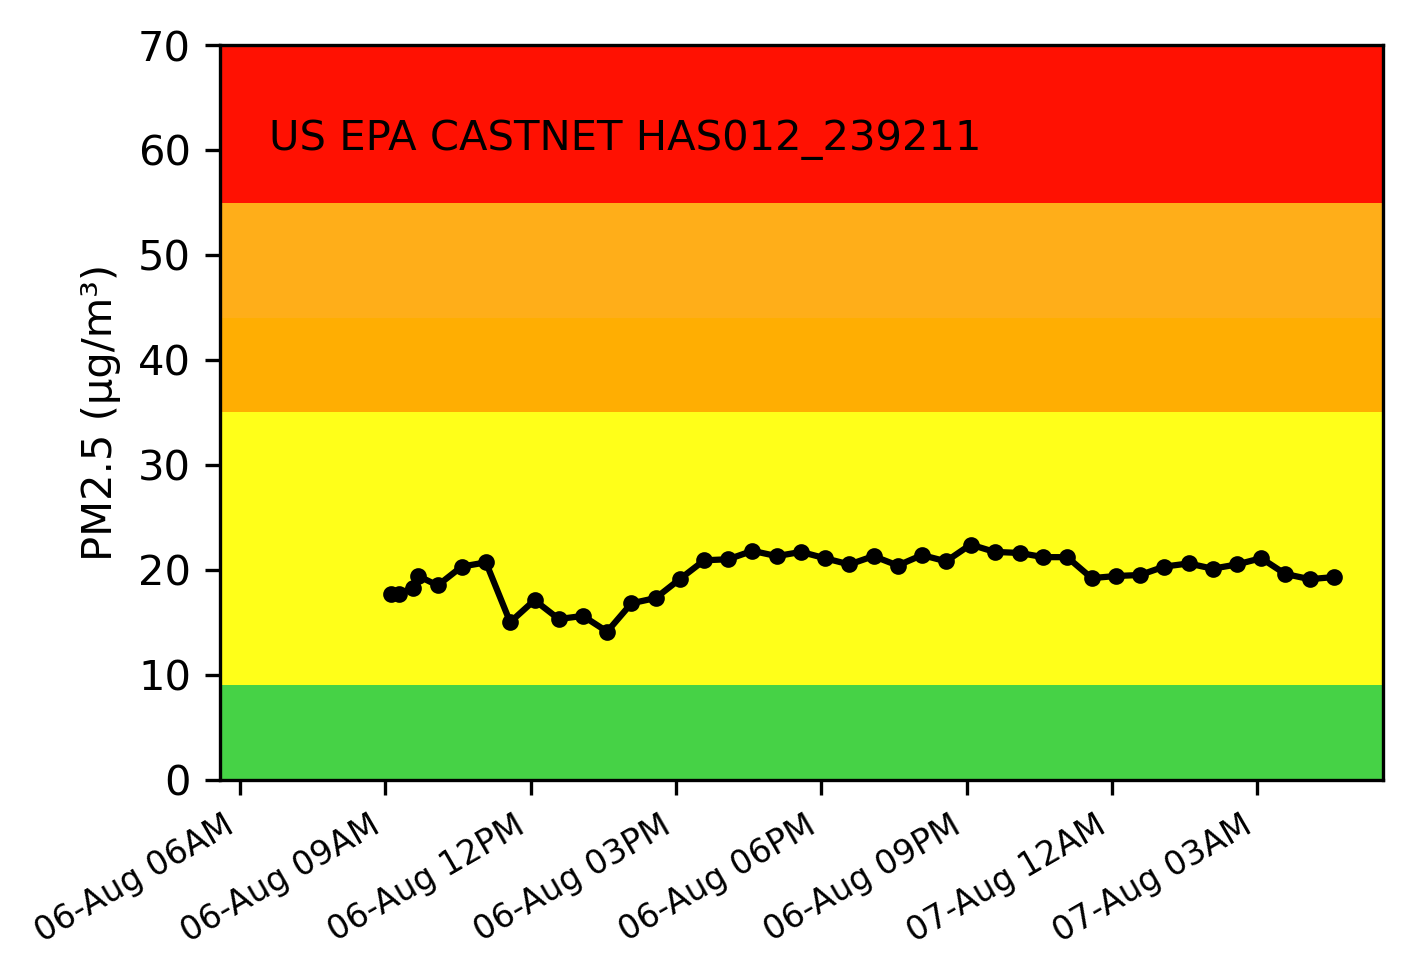 US EPA CASTNET HAS012_239211
PM2.5 (µg/m³)
70
60
50
40
30
20
10
0
06-Aug 06AM
06-Aug 09AM
06-Aug 12PM
06-Aug 03PM
06-Aug 06PM
06-Aug 09PM
07-Aug 12AM
07-Aug 03AM